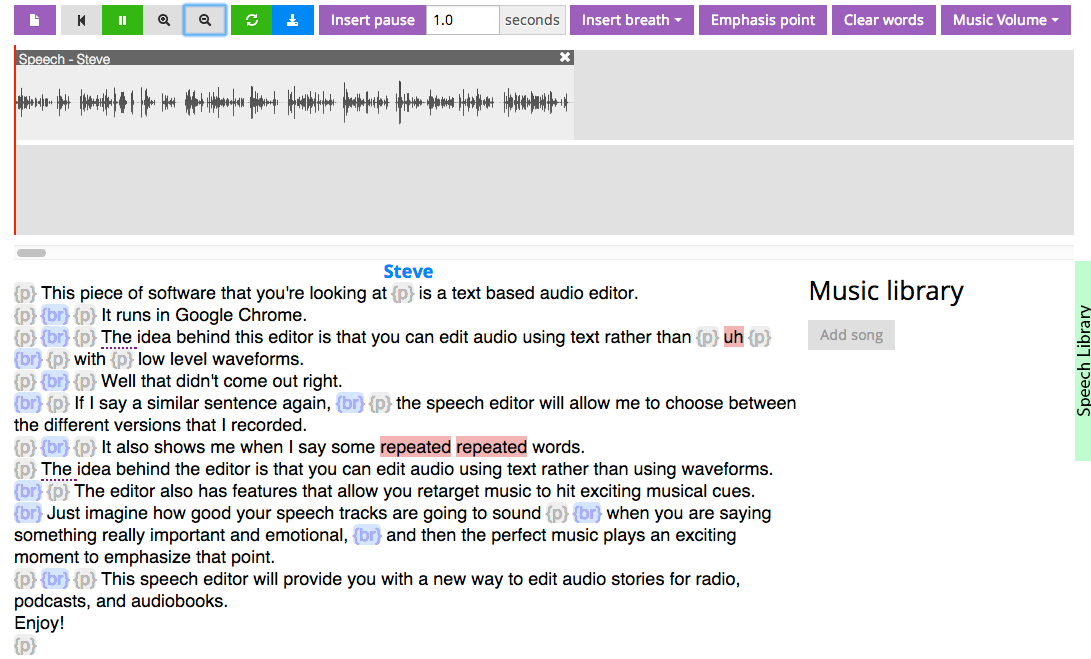 Insert pause 1.0 seconds Insert breath Emphasis point Clear words Music Volume
Speech - Steve
Steve
{p} This piece of software that you're looking at {p} is a text based audio editor.
{p} {br} {p} It runs in Google Chrome.
{p} {br} {p} The idea behind this editor is that you can edit audio using text rather than {p} uh {p}
{br} {p} with {p} low level waveforms.
{p} {br} {p} Well that didn't come out right.
{br} {p} If I say a similar sentence again, {br} {p} the speech editor will allow me to choose between
the different versions that I recorded.
{p} {br} {p} It also shows me when I say some repeated repeated words.
{p} The idea behind the editor is that you can edit audio using text rather than using waveforms.
{br} {p} The editor also has features that allow you retarget music to hit exciting musical cues.
{br} Just imagine how good your speech tracks are going to sound {p} {br} when you are saying
something really important and emotional, {br} and then the perfect music plays an exciting
moment to emphasize that point.
{p} {br} {p} This speech editor will provide you with a new way to edit audio stories for radio,
podcasts, and audiobooks.
Enjoy!
{p}
Music library
Add song
Speech Library